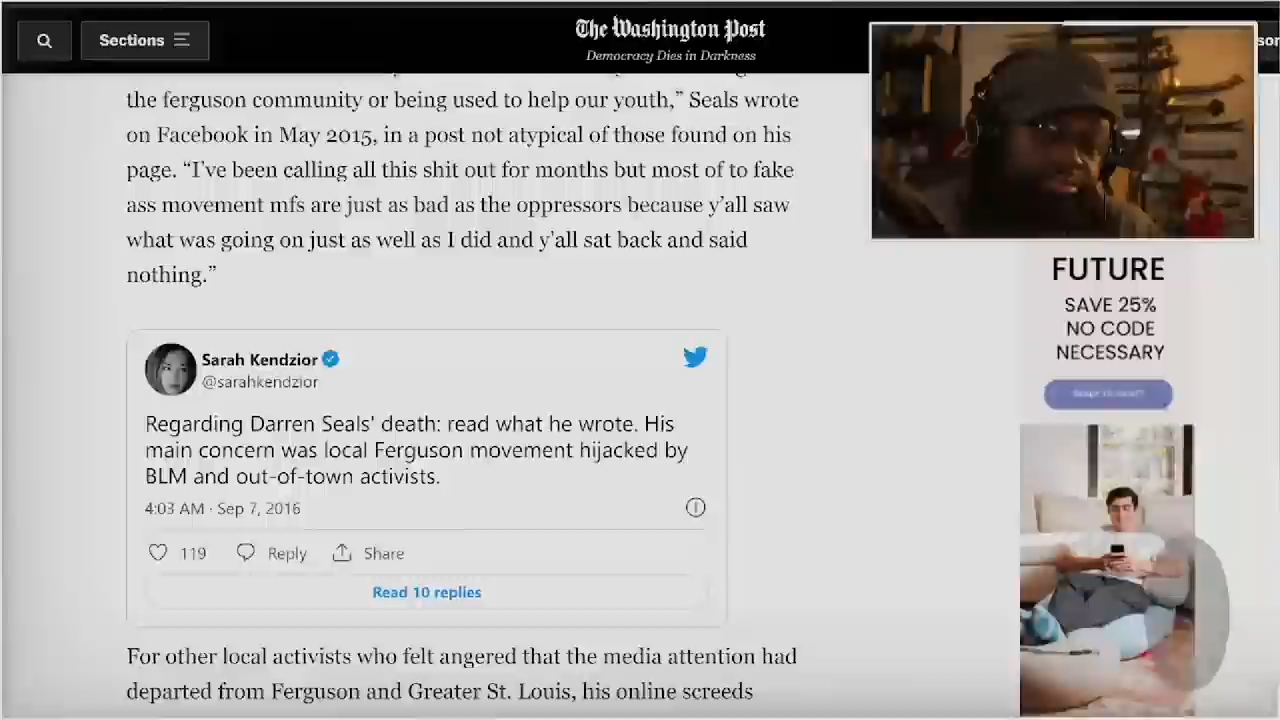 Sections
The Washington Post
Democracy Dies in Darkness
the ferguson community or being used to help our youth,” Seals wrote
on Facebook in May 2015, in a post not atypical of those found on his
page. “I’ve been calling all this shit out for months but most of to fake
ass movement mfs are just as bad as the oppressors because y’all saw
what was going on just as well as I did and y’all sat back and said
nothing.”
Sarah Kendzior
@sarahkendzior
Regarding Darren Seals' death: read what he wrote. His
main concern was local Ferguson movement hijacked by
BLM and out-of-town activists.
4:03 AM · Sep 7, 2016
119 Reply Share
Read 10 replies
For other local activists who felt angered that the media attention had
departed from Ferguson and Greater St. Louis, his online screeds
FUTURE
SAVE 25%
NO CODE
NECESSARY